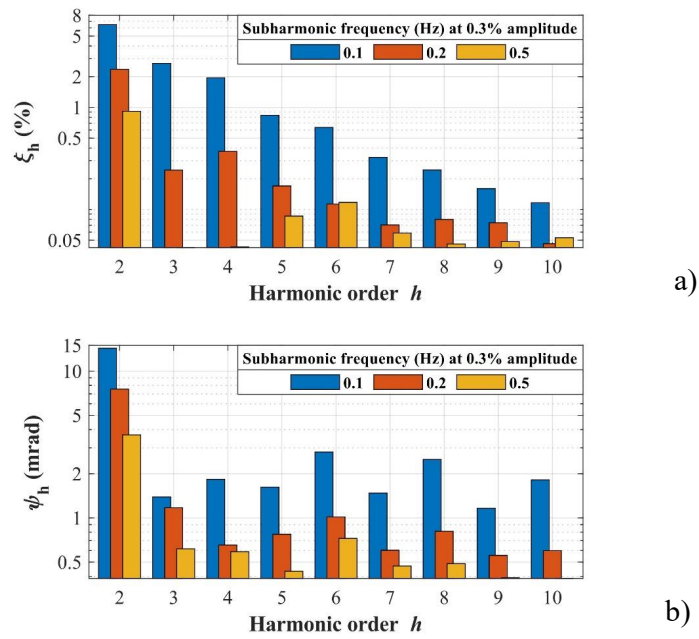 8
Subharmonic frequency (Hz) at 0.3% amplitude
0.1 0.2 0.5
2
1
0.5
0.05
ξh (%)
2 3 4 5 6 7 8 9 10
Harmonic order h
a)
15
Subharmonic frequency (Hz) at 0.3% amplitude
0.1 0.2 0.5
10
5
2
1
0.5
ψh (mrad)
2 3 4 5 6 7 8 9 10
Harmonic order h
b)